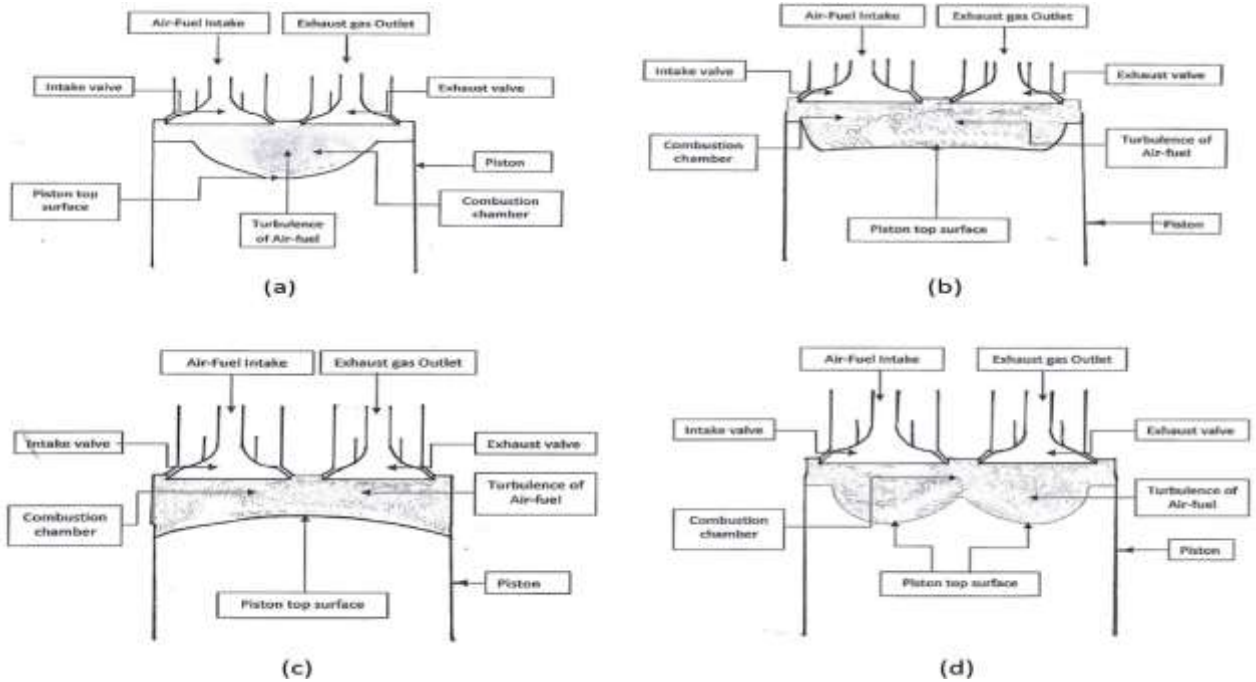 Air-Fuel Intake
Exhaust gas Outlet
Intake valve
Exhaust valve
Piston
Piston top
surface
Combustion
chamber
Turbulence
of Air-fuel
(a)
Air-Fuel Intake
Exhaust gas Outlet
Intake valve
Exhaust valve
Combustion
chamber
Turbulence of
Air-fuel
Piston top surface
Piston
(b)
Air-Fuel Intake
Exhaust gas Outlet
Intake valve
Exhaust valve
Turbulence of
Air-fuel
Combustion
chamber
Piston
Piston top surface
(c)
Air-Fuel Intake
Exhaust gas Outlet
Intake valve
Exhaust valve
Turbulence of
Air-fuel
Combustion
chamber
Piston
Piston top surface
(d)